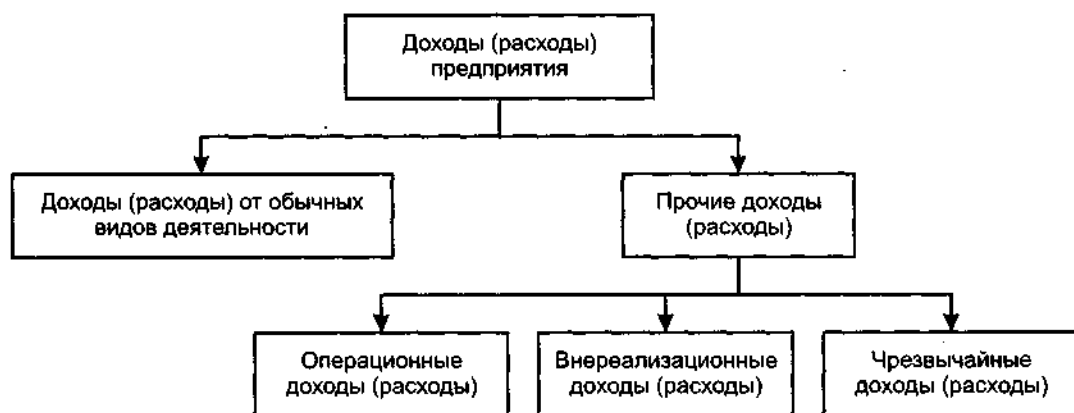 Доходы (расходы)
предприятия
Доходы (расходы) от обычных
видов деятельности
Прочие доходы
(расходы)
Операционные
доходы (расходы)
Внереализационные
доходы (расходы)
Чрезвычайные
доходы (расходы)